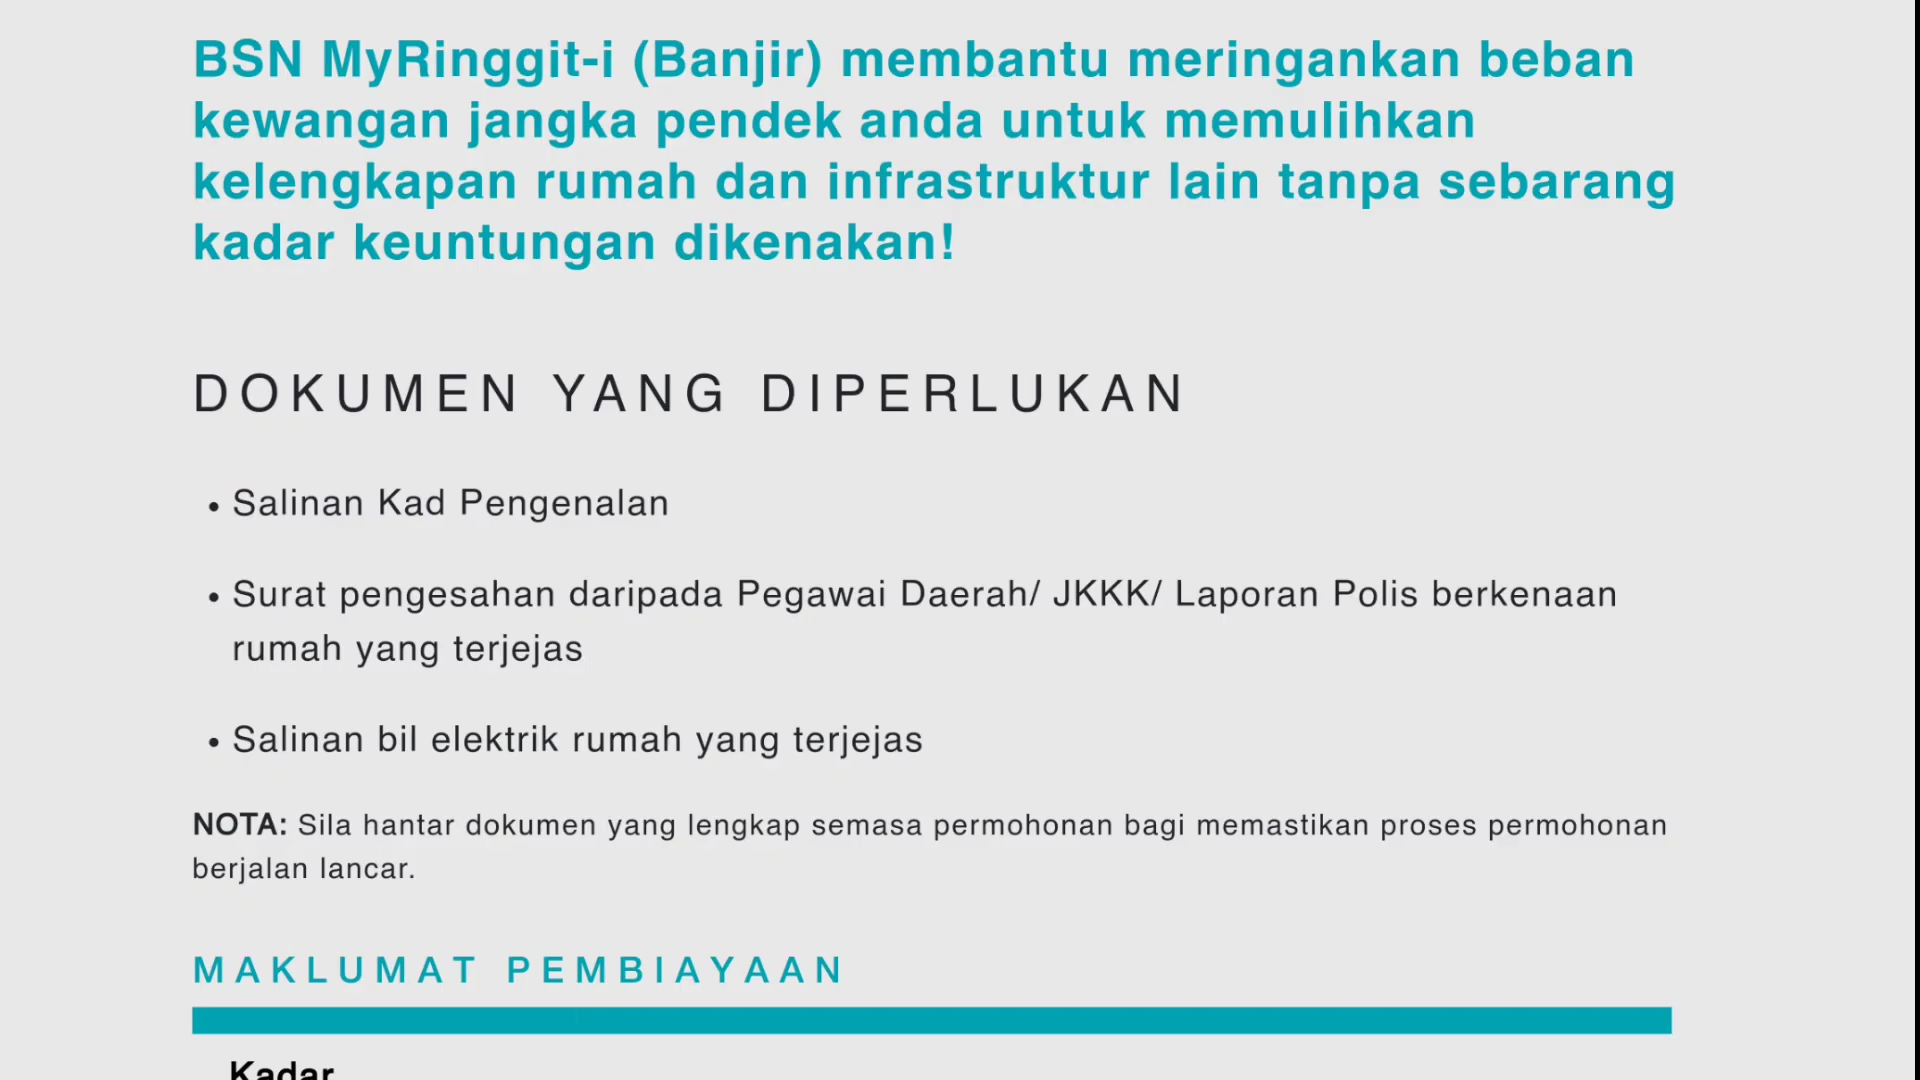 BSN MyRinggit-i (Banjir) membantu meringankan beban
kewangan jangka pendek anda untuk memulihkan
kelengkapan rumah dan infrastruktur lain tanpa sebarang
kadar keuntungan dikenakan!
DOKUMEN YANG DIPERLUKAN
• Salinan Kad Pengenalan
• Surat pengesahan daripada Pegawai Daerah/ JKKK/ Laporan Polis berkenaan
rumah yang terjejas
• Salinan bil elektrik rumah yang terjejas
NOTA: Sila hantar dokumen yang lengkap semasa permohonan bagi memastikan proses permohonan
berjalan lancar.
MAKLUMAT PEMBIAYAAN
Kadar